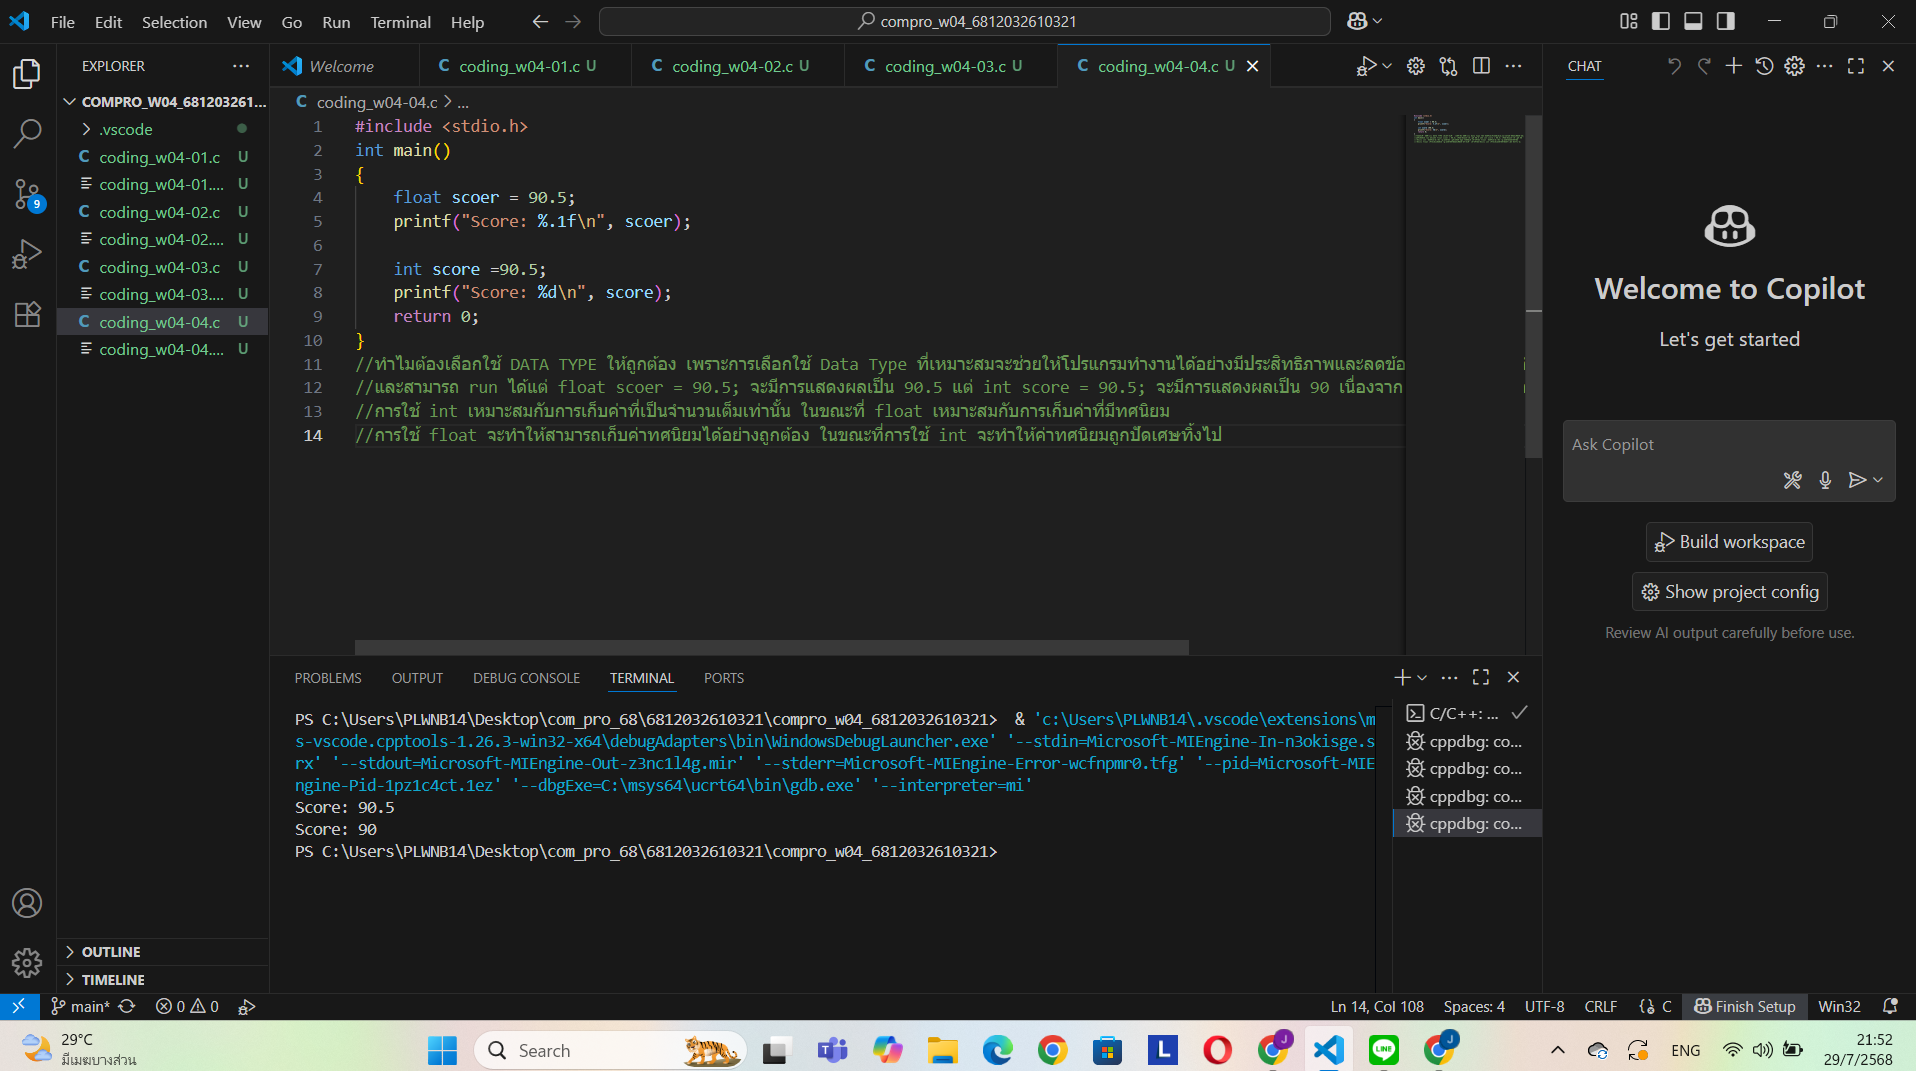 File Edit Selection View Go Run Terminal Help
compro_w04_6812032610321
EXPLORER
COMPRO_W04_681203261...
.vscode
coding_w04-01.c U
coding_w04-01.... U
coding_w04-02.c U
coding_w04-02.... U
coding_w04-03.c U
coding_w04-03.... U
coding_w04-04.c U
coding_w04-04.... U
OUTLINE
TIMELINE
9
Welcome
coding_w04-01.c U
coding_w04-02.c U
coding_w04-03.c U
coding_w04-04.c U
C coding_w04-04.c > ...
1 #include <stdio.h>
2 int main()
3 {
4 float scoer = 90.5;
5 printf("Score: %.1f\n", scoer);
6
7 int score =90.5;
8 printf("Score: %d\n", score);
9 return 0;
10 }
11 //ทำไมต้องเลือกใช้ DATA TYPE ให้ถูกต้อง เพราะการเลือกใช้ Data Type ที่เหมาะสมจะช่วยให้โปรแกรมทำงานได้อย่างมีประสิทธิภาพและลดข้อ
12 //และสามารถ run ได้แต่ float scoer = 90.5; จะมีการแสดงผลเป็น 90.5 แต่ int score = 90.5; จะมีการแสดงผลเป็น 90 เนื่องจาก
13 //การใช้ int เหมาะสมกับการเก็บค่าที่เป็นจำนวนเต็มเท่านั้น ในขณะที่ float เหมาะสมกับการเก็บค่าที่มีทศนิยม
14 //การใช้ float จะทำให้สามารถเก็บค่าทศนิยมได้อย่างถูกต้อง ในขณะที่การใช้ int จะทำให้ค่าทศนิยมถูกปัดเศษทิ้งไป
PROBLEMS OUTPUT DEBUG CONSOLE TERMINAL PORTS
PS C:\Users\PLWNB14\Desktop\com_pro_68\6812032610321\compro_w04_6812032610321> & 'c:\Users\PLWNB14\.vscode\extensions\m
s-vscode.cpptools-1.26.3-win32-x64\debugAdapters\bin\WindowsDebugLauncher.exe' '--stdin=Microsoft-MIEngine-In-n3okisge.s
rx' '--stdout=Microsoft-MIEngine-Out-z3nc1l4g.mir' '--stderr=Microsoft-MIEngine-Error-wcfnpmr0.tfg' '--pid=Microsoft-MIE
ngine-Pid-1pz1c4ct.1ez' '--dbgExe=C:\msys64\ucrt64\bin\gdb.exe' '--interpreter=mi'
Score: 90.5
Score: 90
PS C:\Users\PLWNB14\Desktop\com_pro_68\6812032610321\compro_w04_6812032610321>
C/C++: ...
cppdbg: co...
cppdbg: co...
cppdbg: co...
cppdbg: co...
CHAT
Welcome to Copilot
Let's get started
Ask Copilot
Build workspace
Show project config
Review AI output carefully before use.
main* 0 0
Ln 14, Col 108 Spaces: 4 UTF-8 CRLF {} C Finish Setup Win32
29°C
มีเมฆบางส่วน
Search
ENG
21:52
29/7/2568